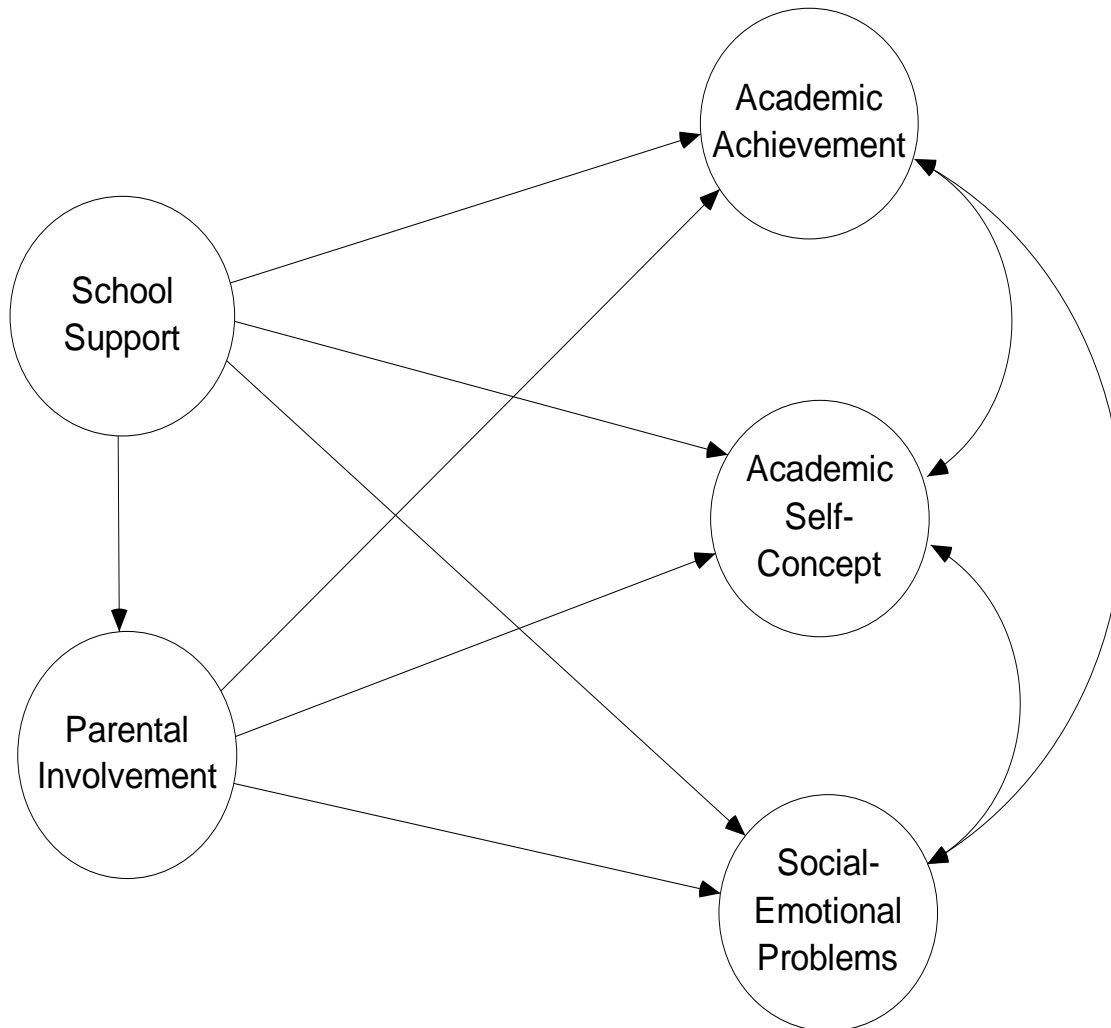 Academic
Achievement
School
Support
Academic
Self-
Concept
Parental
Involvement
Social-
Emotional
Problems